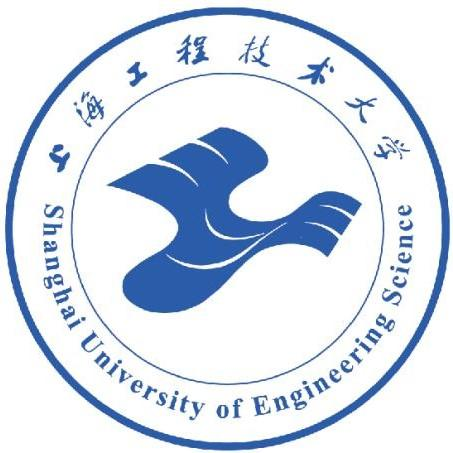 上海工程技术大学
Shanghai University of Engineering Science